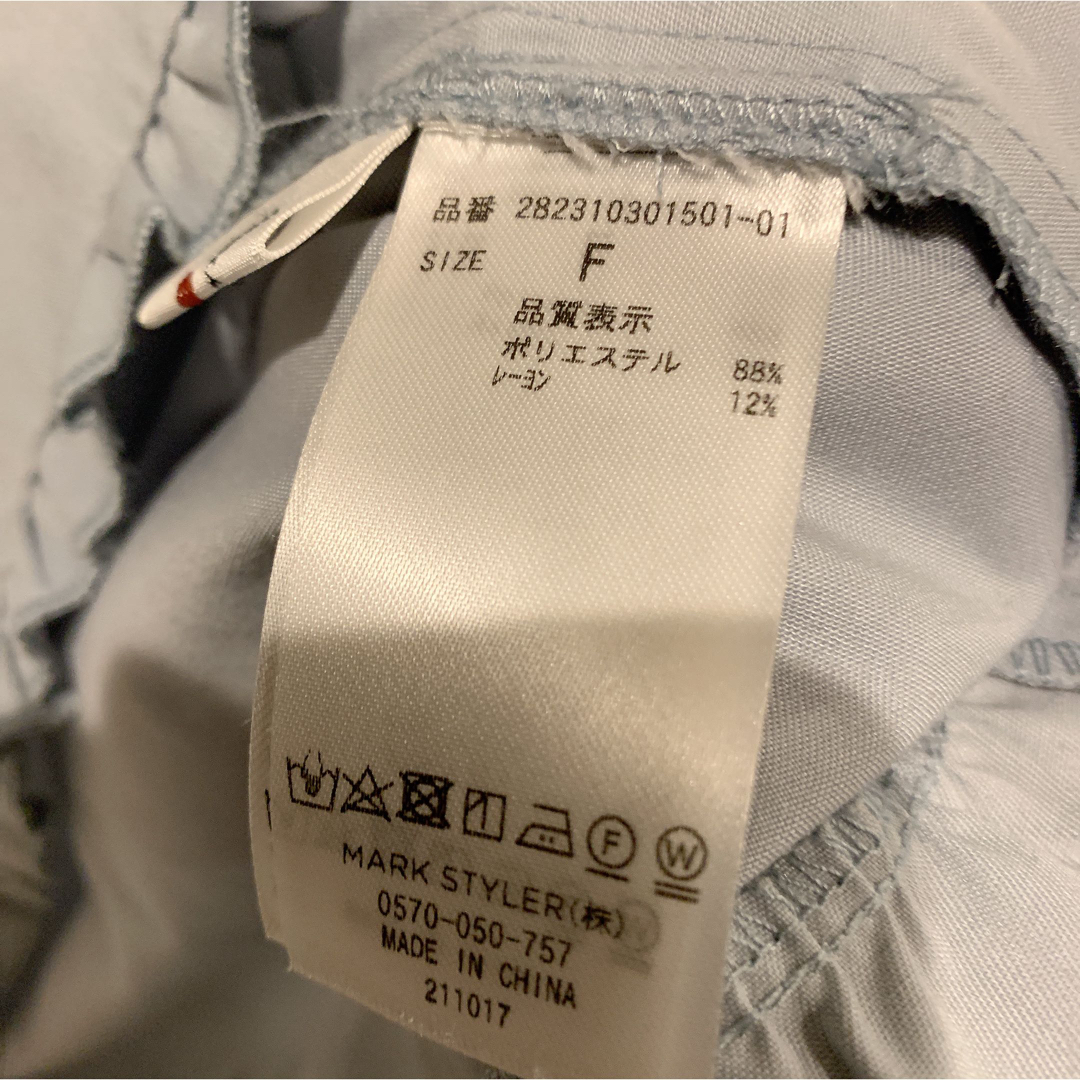 品番 282310301501-01
SIZE F
品質表示
ポリエステル 88%
レーヨン 12%
F W
MARK STYLER(株)
0570-050-757
MADE IN CHINA
211017